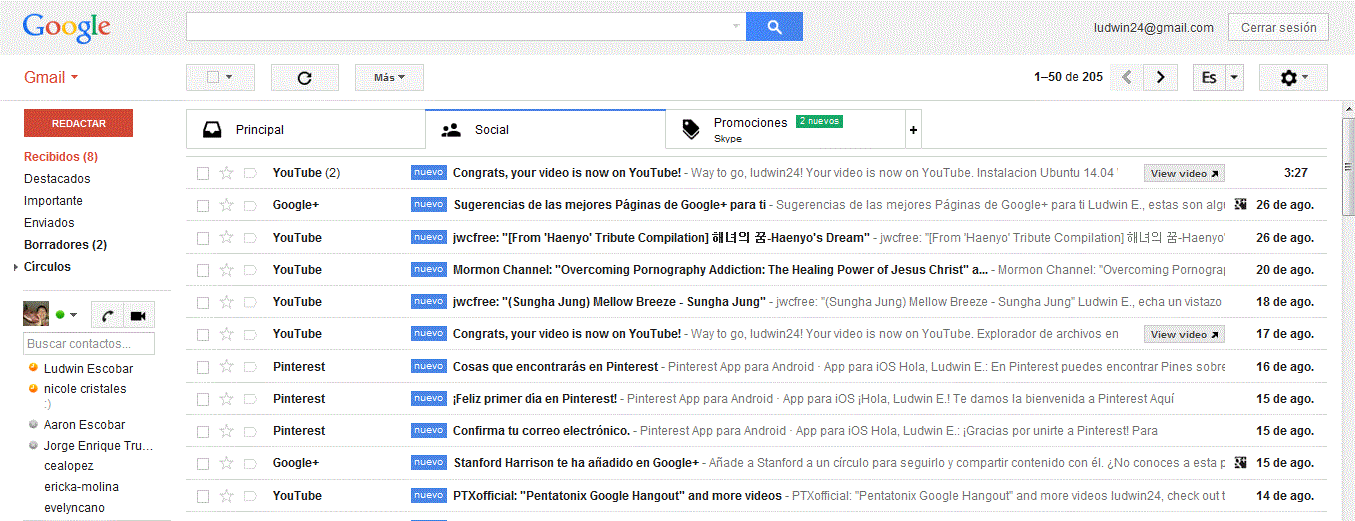 Google
ludwin24@gmail.com Cerrar sesión
Gmail Más 1–50 de 205 Es
REDACTAR
Recibidos (8)
Destacados
Importante
Enviados
Borradores (2)
Círculos
Buscar contactos...
Ludwin Escobar
nicole cristales
:)
Aaron Escobar
Jorge Enrique Tru...
cealopez
ericka-molina
evelyncano
Principal Social Promociones 2 nuevos +
Skype
YouTube (2) nuevo Congrats, your video is now on YouTube! - Way to go, ludwin24! Your video is now on YouTube. Instalacion Ubuntu 14.04 View video 3:27
Google+ nuevo Sugerencias de las mejores Páginas de Google+ para ti - Sugerencias de las mejores Páginas de Google+ para ti Ludwin E., estas son algu 26 de ago.
YouTube nuevo jwcfree: "[From 'Haenyo' Tribute Compilation] 해녀의 꿈-Haenyo's Dream" - jwcfree: "[From 'Haenyo' Tribute Compilation] 해녀의 꿈-Haenyo' 26 de ago.
YouTube nuevo Mormon Channel: "Overcoming Pornography Addiction: The Healing Power of Jesus Christ" a... - Mormon Channel: "Overcoming Pornograp 20 de ago.
YouTube nuevo jwcfree: "(Sungha Jung) Mellow Breeze - Sungha Jung" - jwcfree: "(Sungha Jung) Mellow Breeze - Sungha Jung" Ludwin E., echa un vistazo 18 de ago.
YouTube nuevo Congrats, your video is now on YouTube! - Way to go, ludwin24! Your video is now on YouTube. Explorador de archivos en View video 17 de ago.
Pinterest nuevo Cosas que encontrarás en Pinterest - Pinterest App para Android · App para iOS Hola, Ludwin E.: En Pinterest puedes encontrar Pines sobre 16 de ago.
Pinterest nuevo ¡Feliz primer día en Pinterest! - Pinterest App para Android · App para iOS ¡Hola, Ludwin E.! Te damos la bienvenida a Pinterest Aquí 15 de ago.
Pinterest nuevo Confirma tu correo electrónico. - Pinterest App para Android · App para iOS Hola, Ludwin E.: ¡Gracias por unirte a Pinterest! Para 15 de ago.
Google+ nuevo Stanford Harrison te ha añadido en Google+ - Añade a Stanford a un círculo para seguirlo y compartir contenido con él. ¿No conoces a esta p 15 de ago.
YouTube nuevo PTXofficial: "Pentatonix Google Hangout" and more videos - PTXofficial: "Pentatonix Google Hangout" and more videos ludwin24, check out t 14 de ago.